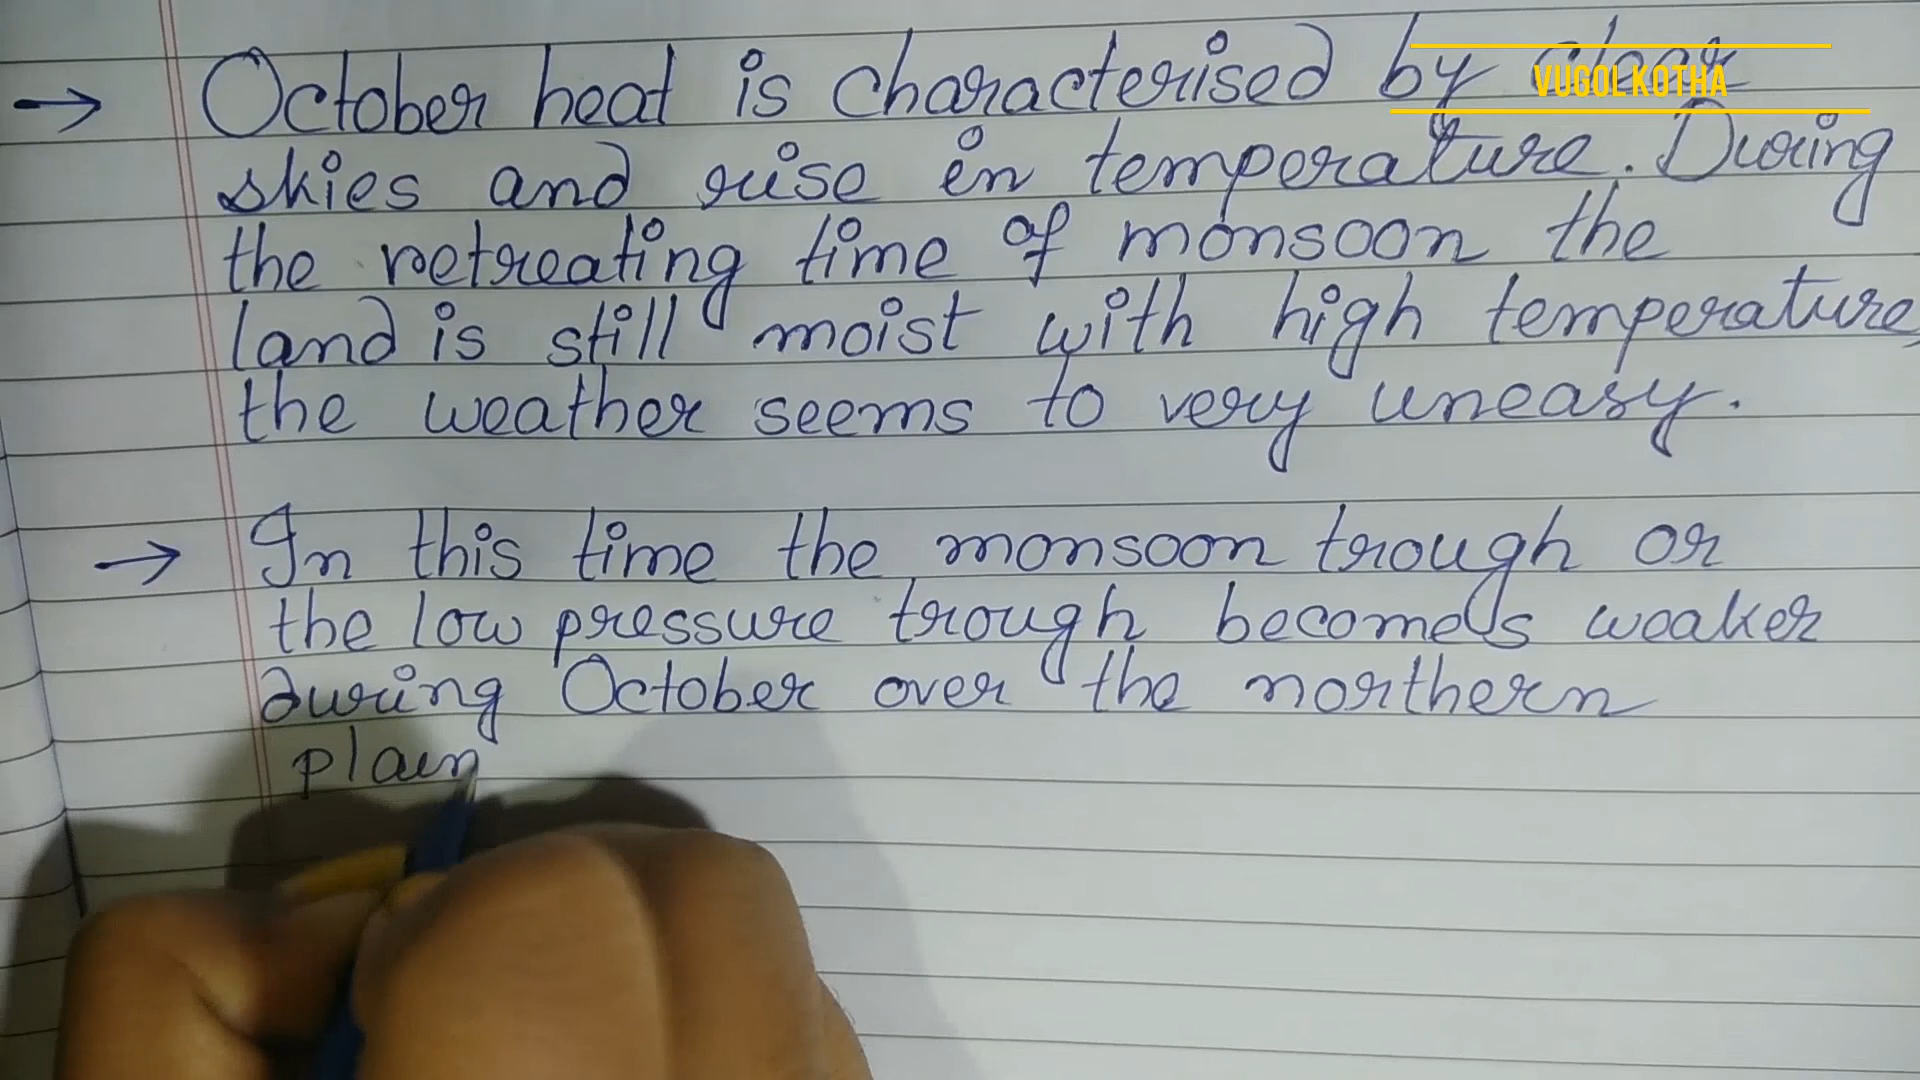 → October heat is characterised by clear
VUGOLKOTHA
skies and rise in temperature. During
the retreating time of monsoon the
land is still moist with high temperature,
the weather seems to very uneasy.
→ In this time the monsoon trough or
the low pressure trough becomes weaker
during October over the northern
plain